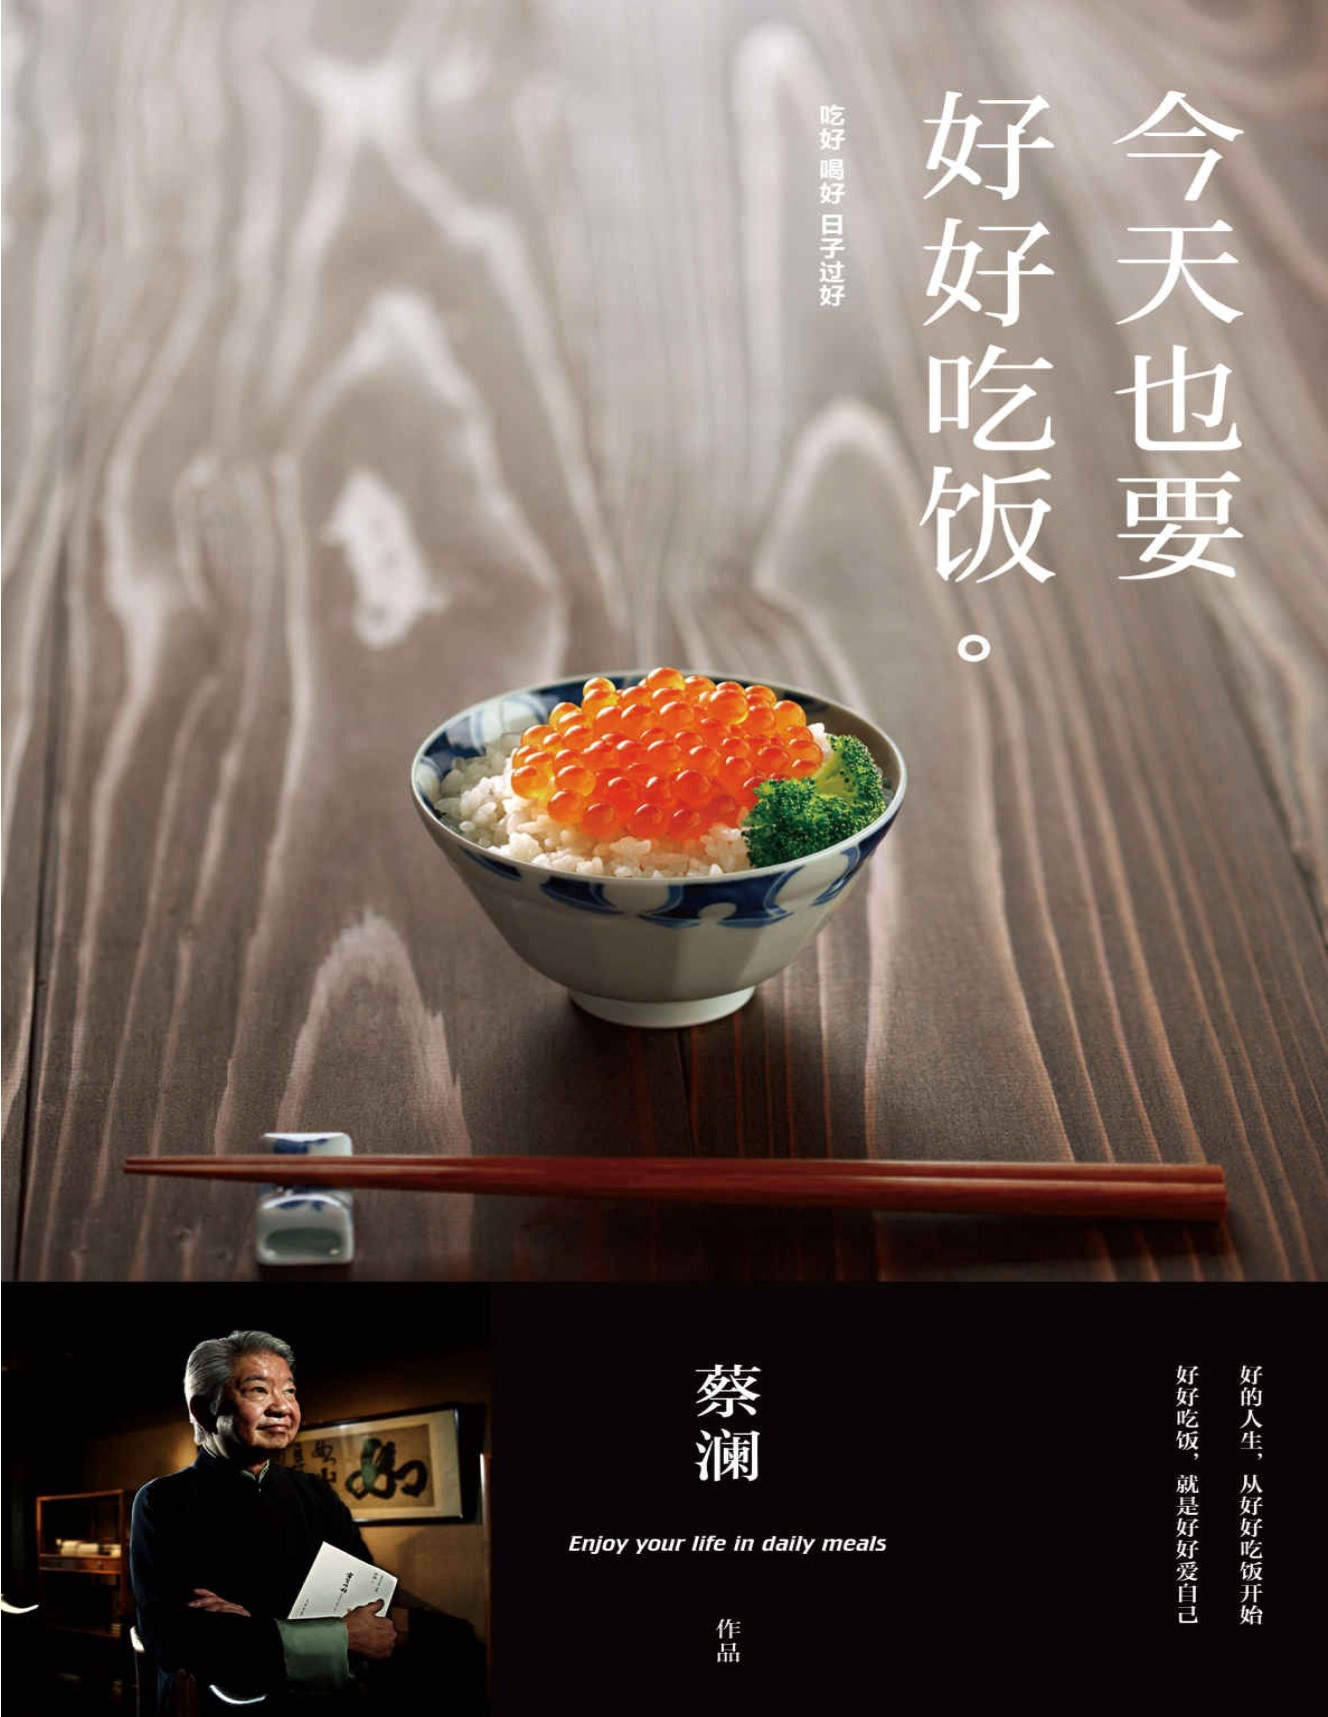 今天也要
好好吃饭。
吃好 喝好 日子过好
好的人生，从好好吃饭开始
好好吃饭，就是好好爱自己
蔡澜
Enjoy your life in daily meals
作品